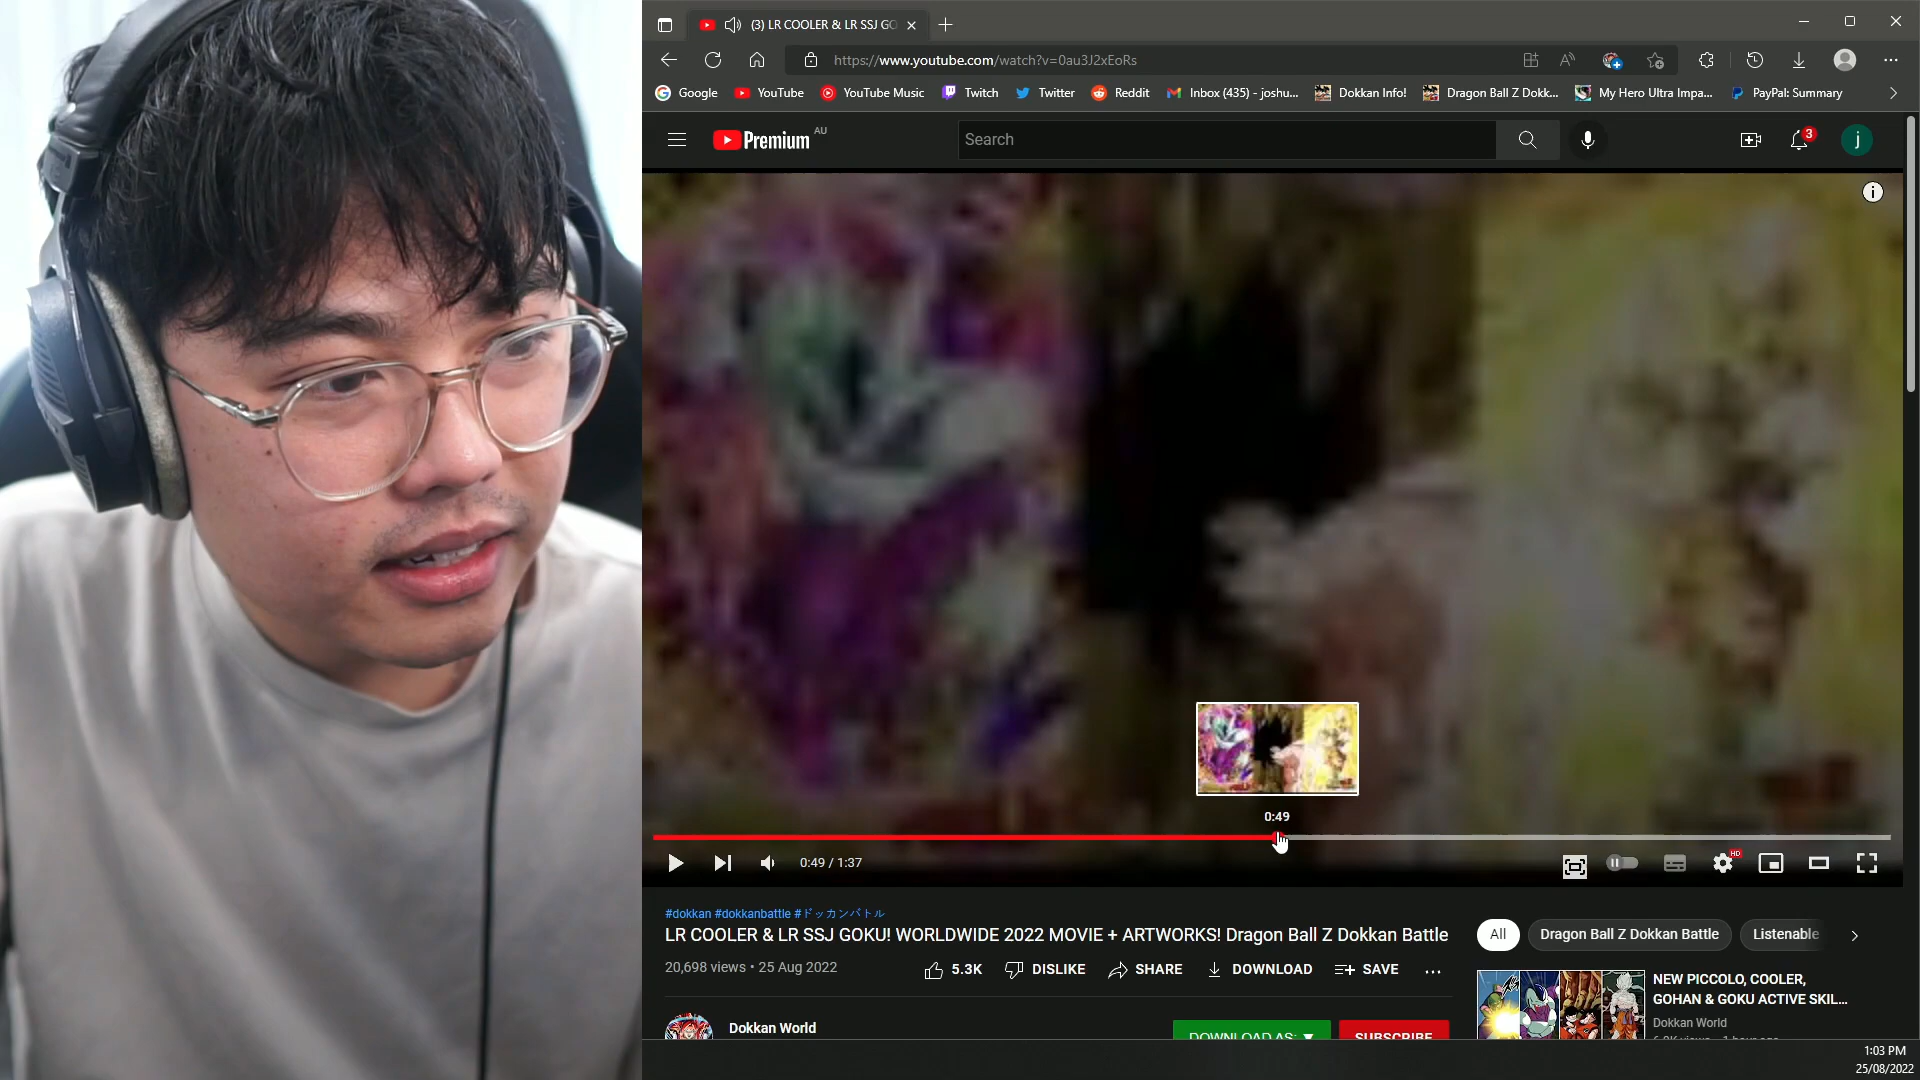 (3) LR COOLER & LR SSJ GO
https://www.youtube.com/watch?v=0au3J2xEoRs
Google YouTube YouTube Music Twitch Twitter Reddit Inbox (435) - joshu... Dokkan Info! Dragon Ball Z Dokk... My Hero Ultra Impa... PayPal: Summary
Premium AU
Search
3
j
0:49
0:49 / 1:37
HD
#dokkan #dokkanbattle #ドッカンバトル
LR COOLER & LR SSJ GOKU! WORLDWIDE 2022 MOVIE + ARTWORKS! Dragon Ball Z Dokkan Battle
20,698 views • 25 Aug 2022
5.3K DISLIKE SHARE DOWNLOAD SAVE ...
Dokkan World
DOWNLOAD AS: ▼
SUBSCRIBE
All Dragon Ball Z Dokkan Battle Listenable
NEW PICCOLO, COOLER,
GOHAN & GOKU ACTIVE SKIL...
Dokkan World
1:03 PM
25/08/2022